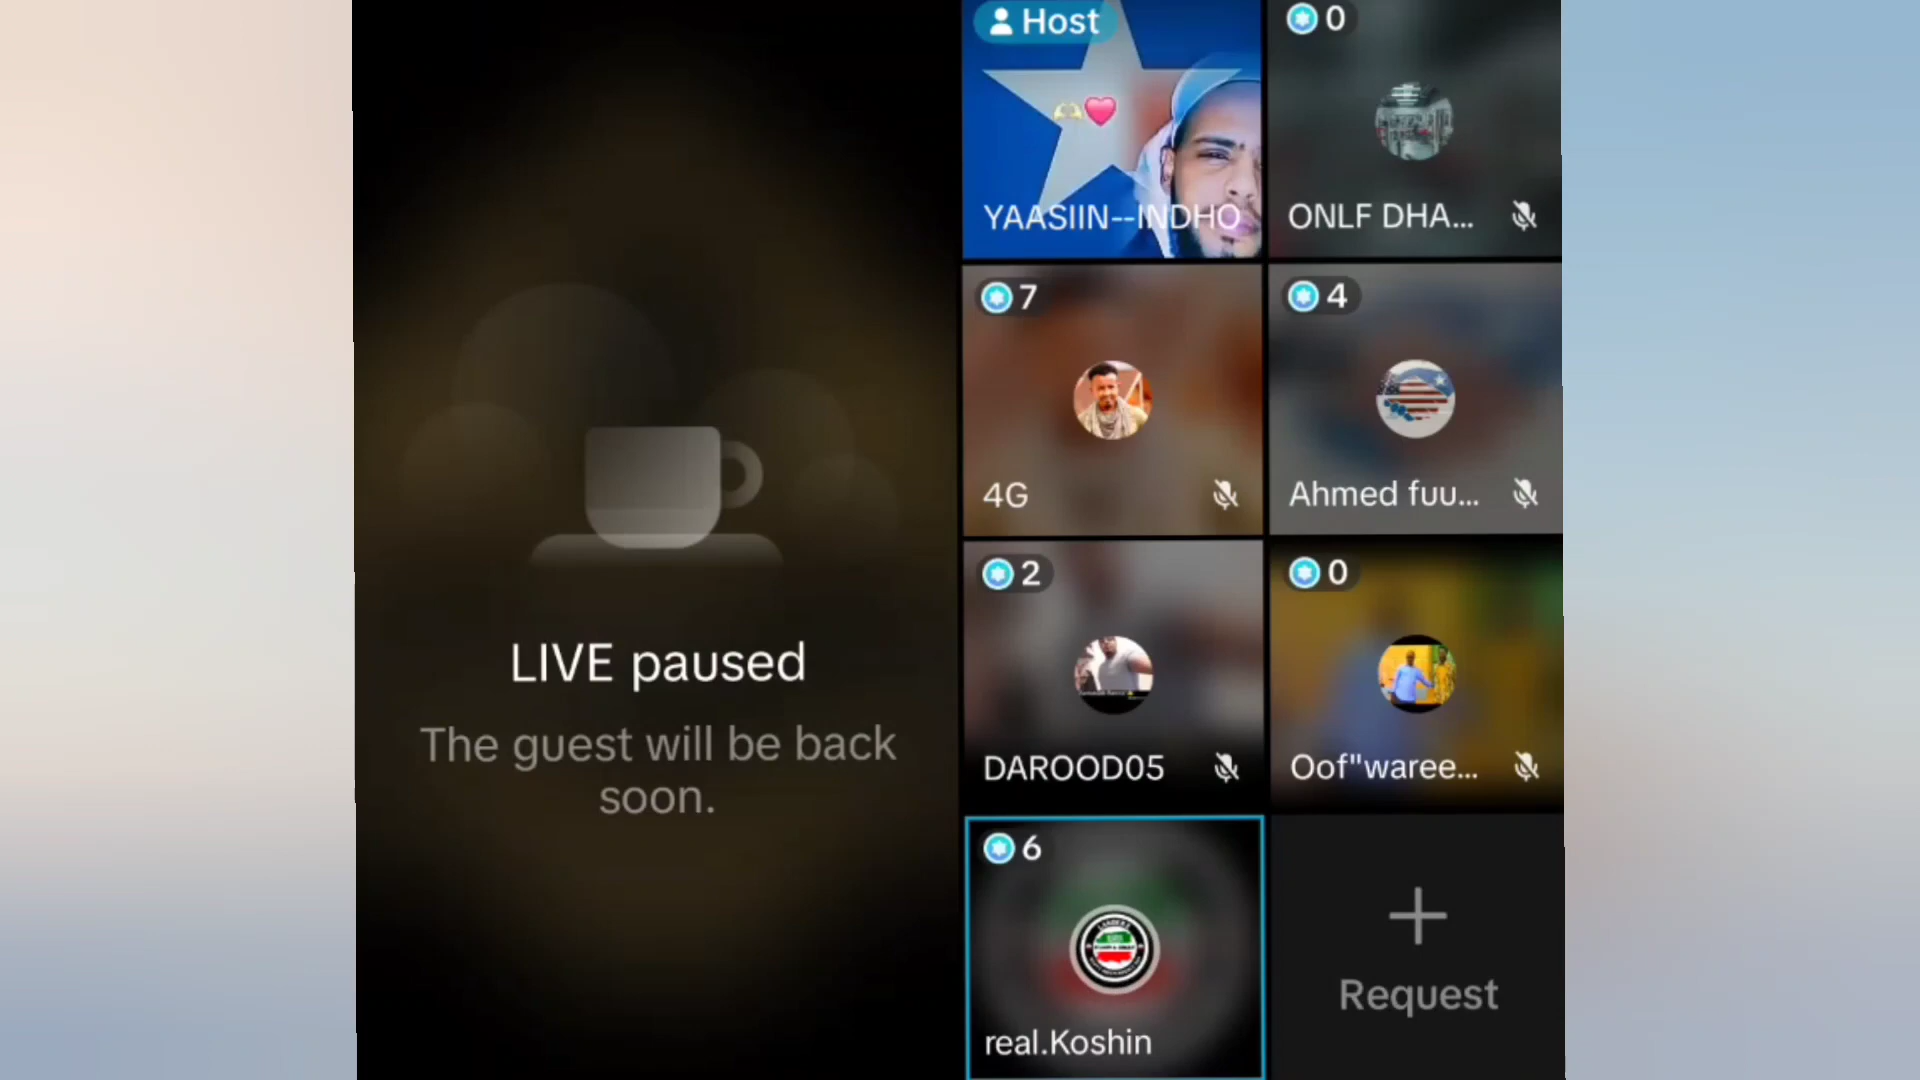 LIVE paused
The guest will be back
soon.
Host
YAASIIN--INDHO
0
ONLF DHA...
7
4G
4
Ahmed fuu...
2
DAROOD05
0
Oof"waree...
6
real.Koshin
Request